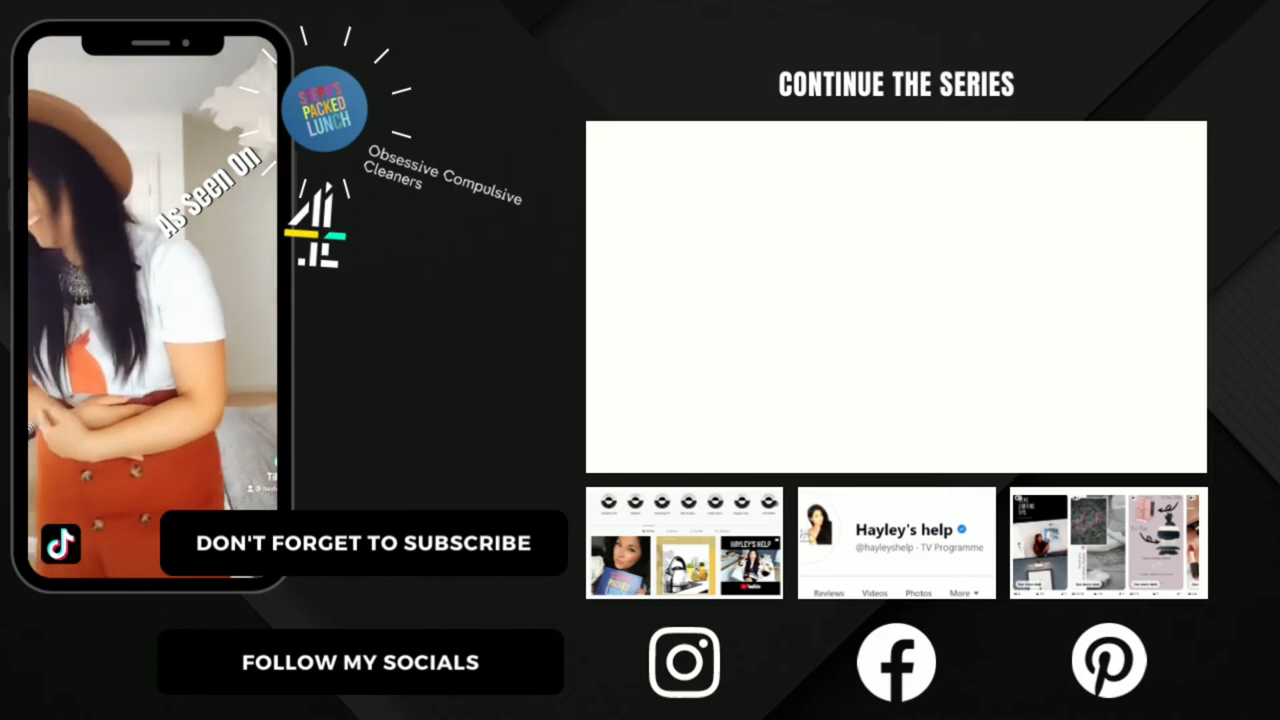 CONTINUE THE SERIES
STEPH'S
PACKED
LUNCH
As Seen On
Obsessive Compulsive
Cleaners
DON'T FORGET TO SUBSCRIBE
FOLLOW MY SOCIALS
HAYLEY'S HELP
YouTube
Hayley's help
@hayleyshelp · TV Programme
Reviews Videos Photos More